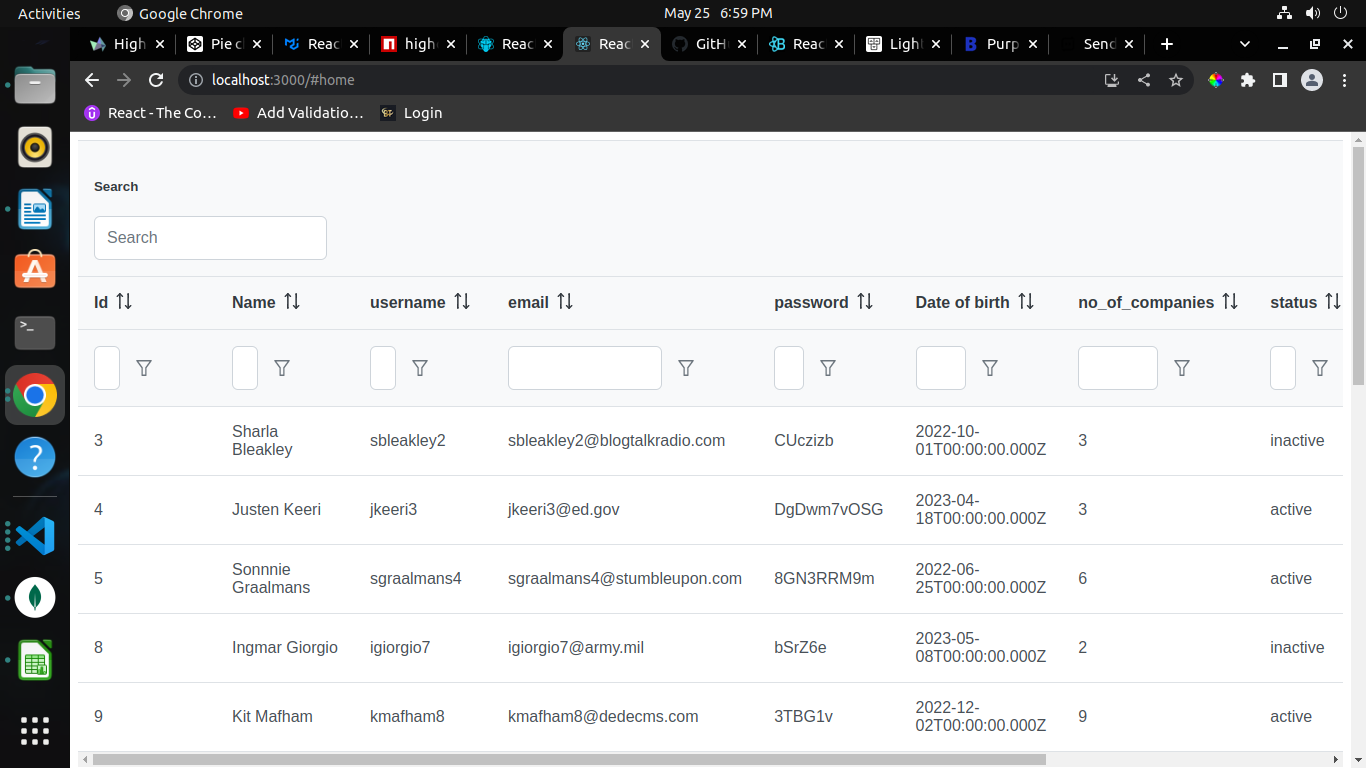 Activities Google Chrome May 25 6:59 PM
High Pie cl Reac high Reac Reac GitHu Reac Light Purp Send
localhost:3000/#home
React - The Co… Add Validatio… Login
Search
Search
Id Name username email password Date of birth no_of_companies status
3 Sharla Bleakley sbleakley2 sbleakley2@blogtalkradio.com CUczizb 2022-10-01T00:00:00.000Z 3 inactive
4 Justen Keeri jkeeri3 jkeeri3@ed.gov DgDwm7vOSG 2023-04-18T00:00:00.000Z 3 active
5 Sonnnie Graalmans sgraalmans4 sgraalmans4@stumbleupon.com 8GN3RRM9m 2022-06-25T00:00:00.000Z 6 active
8 Ingmar Giorgio igiorgio7 igiorgio7@army.mil bSrZ6e 2023-05-08T00:00:00.000Z 2 inactive
9 Kit Mafham kmafham8 kmafham8@dedecms.com 3TBG1v 2022-12-02T00:00:00.000Z 9 active